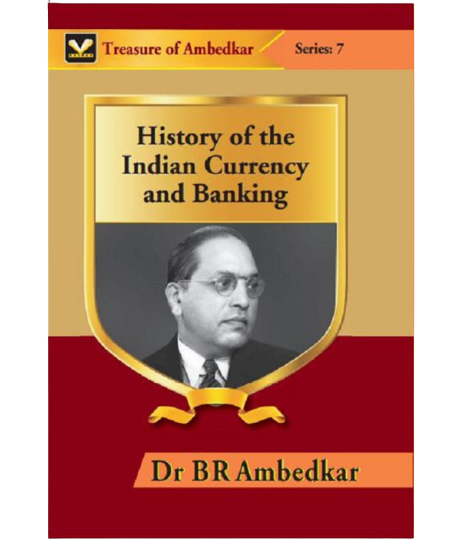 Treasure of Ambedkar Series: 7
History of the
Indian Currency
and Banking
Dr BR Ambedkar